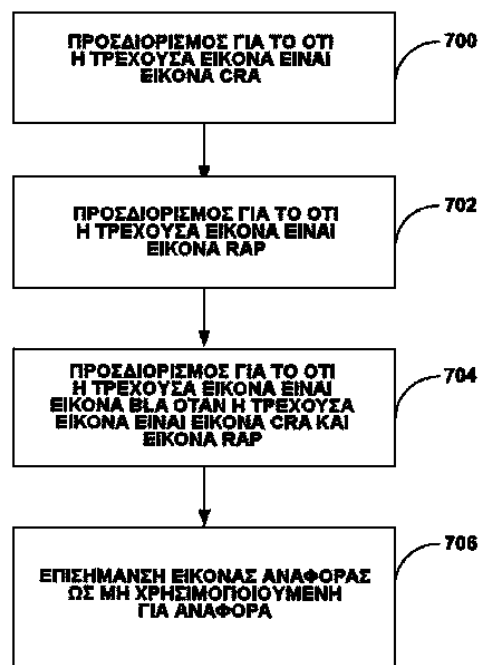 ΠΡΟΣΔΙΟΡΙΣΜΟΣ ΓΙΑ ΤΟ ΟΤΙ
Η ΤΡΕΧΟΥΣΑ ΕΙΚΟΝΑ ΕΙΝΑΙ
ΕΙΚΟΝΑ CRA
700
ΠΡΟΣΔΙΟΡΙΣΜΟΣ ΓΙΑ ΤΟ ΟΤΙ
Η ΤΡΕΧΟΥΣΑ ΕΙΚΟΝΑ ΕΙΝΑΙ
ΕΙΚΟΝΑ RAP
702
ΠΡΟΣΔΙΟΡΙΣΜΟΣ ΓΙΑ ΤΟ ΟΤΙ
Η ΤΡΕΧΟΥΣΑ ΕΙΚΟΝΑ ΕΙΝΑΙ
ΕΙΚΟΝΑ BLA ΟΤΑΝ Η ΤΡΕΧΟΥΣΑ
ΕΙΚΟΝΑ ΕΙΝΑΙ ΕΙΚΟΝΑ CRA ΚΑΙ
ΕΙΚΟΝΑ RAP
704
ΕΠΙΣΗΜΑΝΣΗ ΕΙΚΟΝΑΣ ΑΝΑΦΟΡΑΣ
ΩΣ ΜΗ ΧΡΗΣΙΜΟΠΟΙΟΥΜΕΝΗ
ΓΙΑ ΑΝΑΦΟΡΑ
706